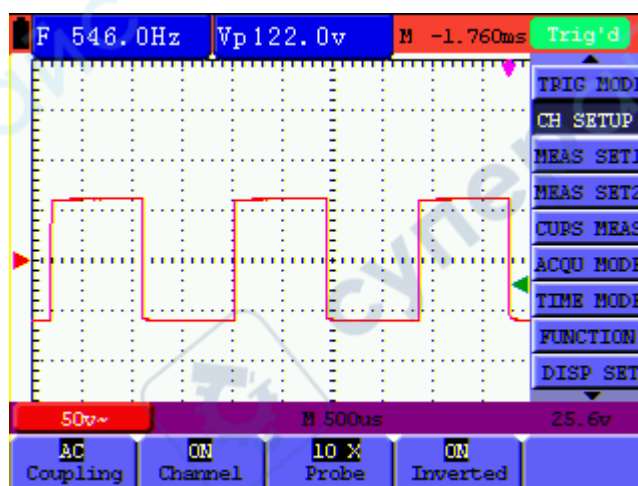 F 546.0Hz Vp122.0v M -1.760ms Trig'd
TRIG MODE
CH SETUP
MEAS SET1
MEAS SET2
CURS MEAS
ACQU MODE
TIME MODE
FUNCTION
DISP SET
50v~ M 500us 25.6v
AC ON 10 X ON
Coupling Channel Probe Inverted